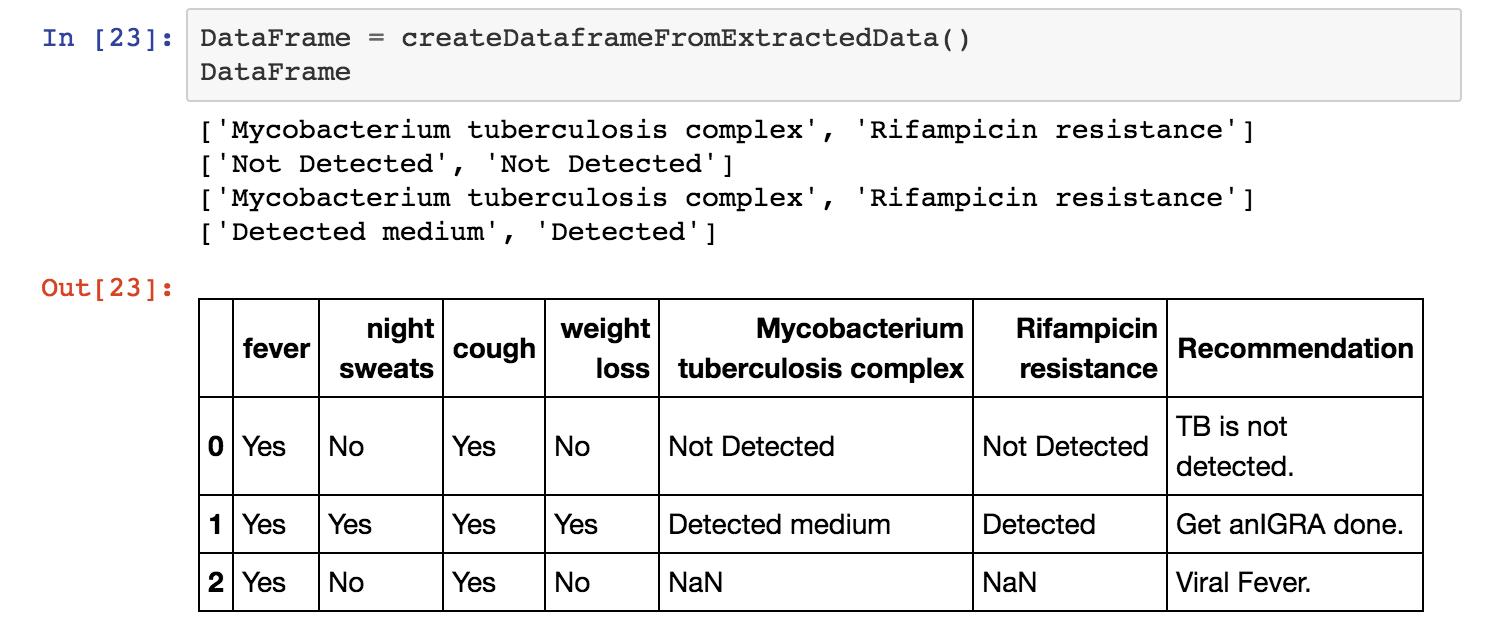 In [23]: DataFrame = createDataframeFromExtractedData()
DataFrame
['Mycobacterium tuberculosis complex', 'Rifampicin resistance']
['Not Detected', 'Not Detected']
['Mycobacterium tuberculosis complex', 'Rifampicin resistance']
['Detected medium', 'Detected']
Out[23]:
fever night sweats cough weight loss Mycobacterium tuberculosis complex Rifampicin resistance Recommendation
0 Yes No Yes No Not Detected Not Detected TB is not detected.
1 Yes Yes Yes Yes Detected medium Detected Get anIGRA done.
2 Yes No Yes No NaN NaN Viral Fever.